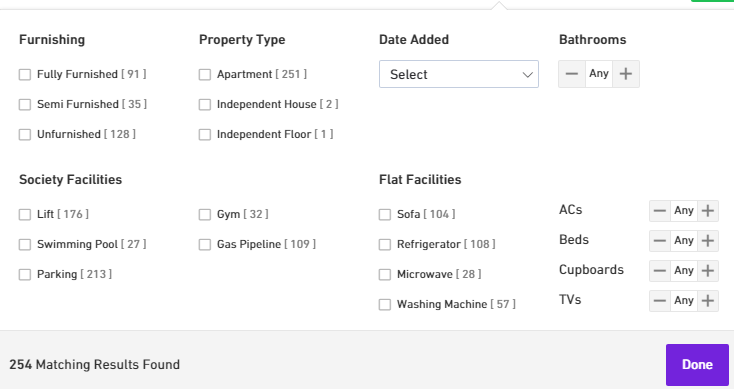 Furnishing
Fully Furnished [ 91 ]
Semi Furnished [ 35 ]
Unfurnished [ 128 ]
Property Type
Apartment [ 251 ]
Independent House [ 2 ]
Independent Floor [ 1 ]
Date Added
Select
Bathrooms
Any
Society Facilities
Lift [ 176 ]
Swimming Pool [ 27 ]
Parking [ 213 ]
Gym [ 32 ]
Gas Pipeline [ 109 ]
Flat Facilities
Sofa [ 104 ]
Refrigerator [ 108 ]
Microwave [ 28 ]
Washing Machine [ 57 ]
ACs Any
Beds Any
Cupboards Any
TVs Any
254 Matching Results Found
Done